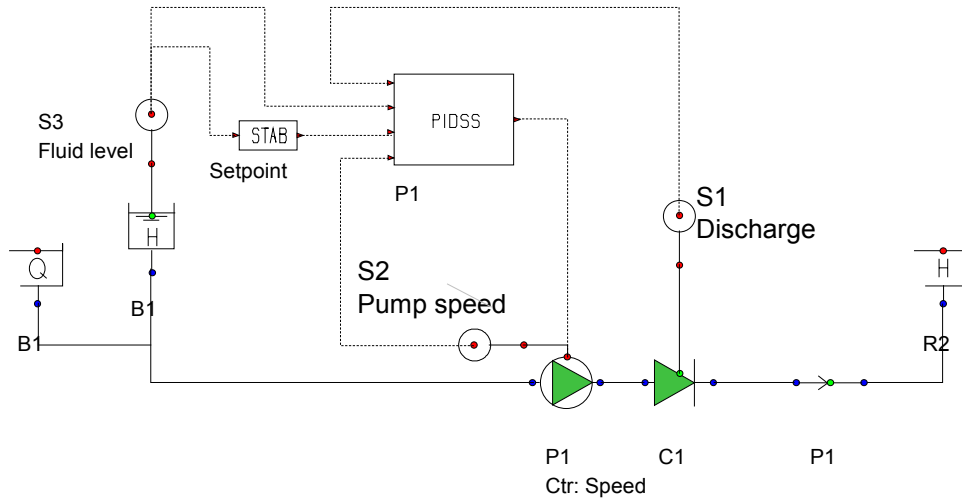 S3
Fluid level
STAB
Setpoint
PIDSS
P1
S1
Discharge
H
Q
S2
Pump speed
H
B1
B1
R2
P1
Ctr: Speed
C1
P1